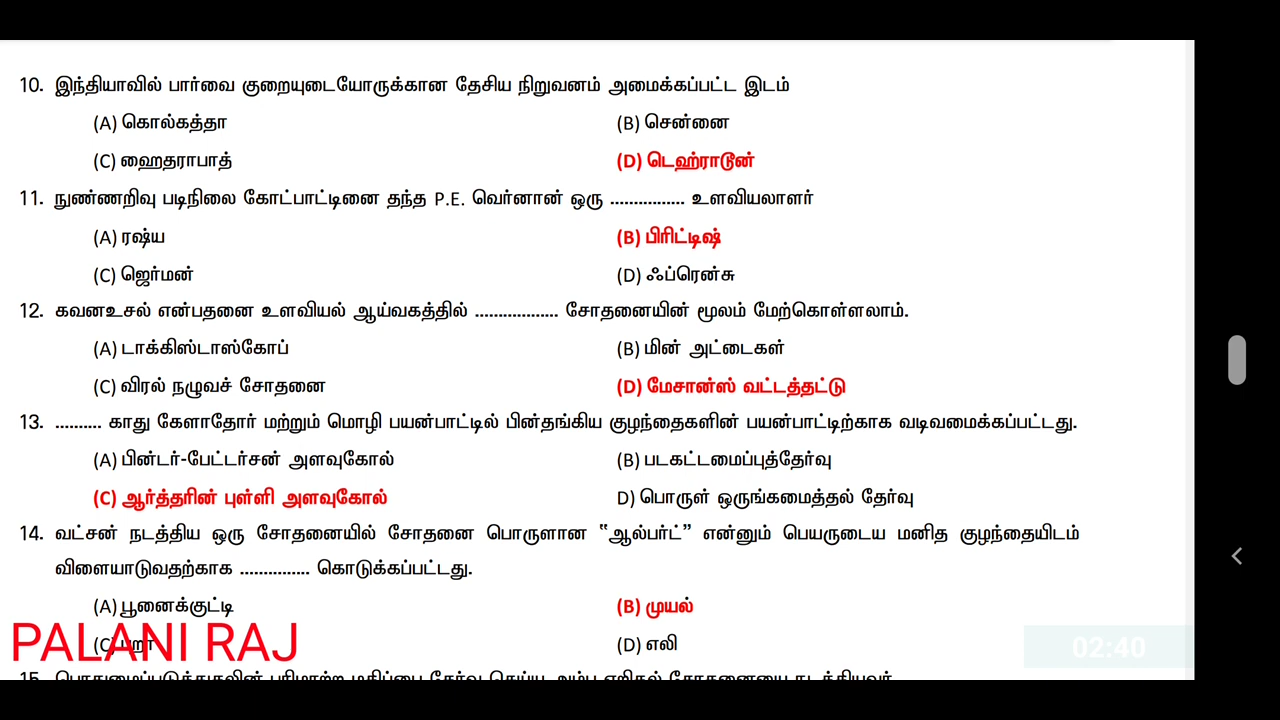 10. இந்தியாவில் பார்வை குறையுடையோருக்கான தேசிய நிறுவனம் அமைக்கப்பட்ட இடம்
(A) கொல்கத்தா (B) சென்னை
(C) ஹைதராபாத் (D) டெஹ்ராடூன்
11. நுண்ணறிவு படிநிலை கோட்பாட்டினை தந்த P.E. வெர்னான் ஒரு ................ உளவியலாளர்
(A) ரஷ்ய (B) பிரிட்டிஷ்
(C) ஜெர்மன் (D) ஃப்ரென்சு
12. கவனஉசல் என்பதனை உளவியல் ஆய்வகத்தில் .................. சோதனையின் மூலம் மேற்கொள்ளலாம்.
(A) டாக்கிஸ்டாஸ்கோப் (B) மின் அட்டைகள்
(C) விரல் நழுவச் சோதனை (D) மேசான்ஸ் வட்டத்தட்டு
13. .......... காது கேளாதோர் மற்றும் மொழி பயன்பாட்டில் பின்தங்கிய குழந்தைகளின் பயன்பாட்டிற்காக வடிவமைக்கப்பட்டது.
(A) பின்டர்-பேட்டர்சன் அளவுகோல் (B) படகட்டமைப்புத்தேர்வு
(C) ஆர்த்தரின் புள்ளி அளவுகோல் D) பொருள் ஒருங்கமைத்தல் தேர்வு
14. வட்சன் நடத்திய ஒரு சோதனையில் சோதனை பொருளான “ஆல்பர்ட்” என்னும் பெயருடைய மனித குழந்தையிடம்
விளையாடுவதற்காக ............... கொடுக்கப்பட்டது.
(A) பூனைக்குட்டி (B) முயல்
PALANI RAJ (C) (D) எலி
02:40